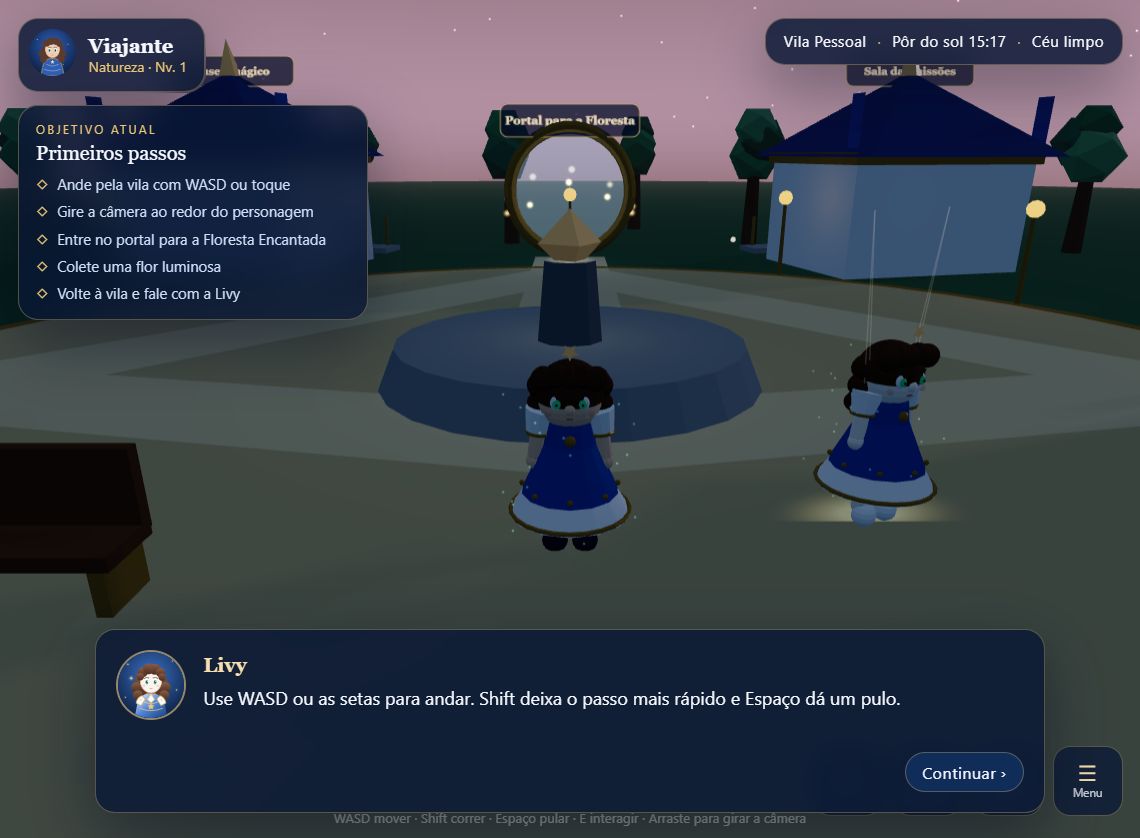 Viajante
Natureza · Nv. 1
Vila Pessoal · Pôr do sol 15:17 · Céu limpo
Sala da
Portal para a Floresta
OBJETIVO ATUAL
Primeiros passos
Ande pela vila com WASD ou toque
Gire a câmera ao redor do personagem
Entre no portal para a Floresta Encantada
Colete uma flor luminosa
Volte à vila e fale com a Livy
Livy
Use WASD ou as setas para andar. Shift deixa o passo mais rápido e Espaço dá um pulo.
Continuar ›
Menu
WASD mover · Shift correr · Espaço pular · E interagir · Arraste para girar a câmera